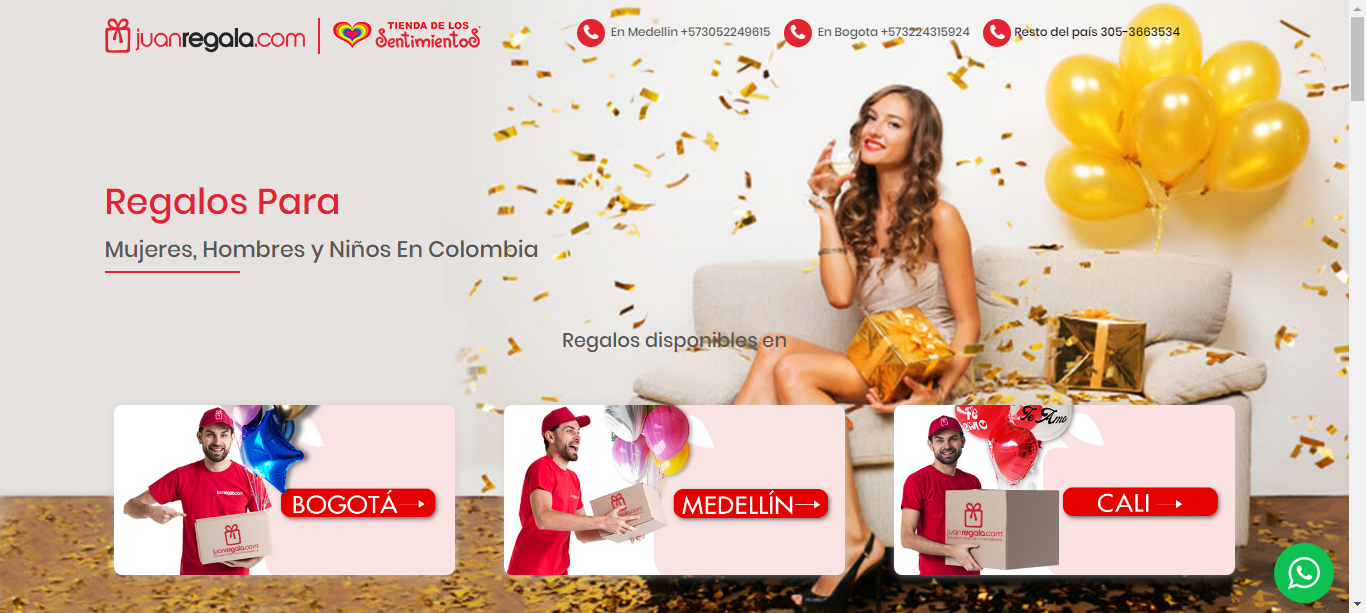 juanregala.com
TIENDA DE LOS
Sentimientos
En Medellin +573052249615
En Bogota +573224315924
Resto del país 305-3663534
Regalos Para
Mujeres, Hombres y Niños En Colombia
Regalos disponibles en
BOGOTÁ
juanregala.com
MEDELLÍN
juanregala.com
Te Amo
CALI
juanregala.com